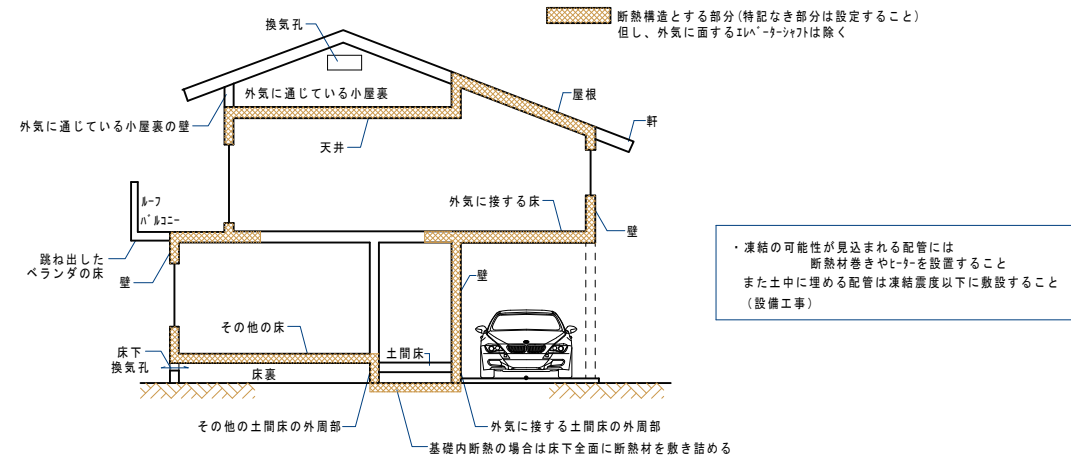 断熱構造とする部分(特記なき部分は設定すること)
但し、外気に面するｴﾚﾍﾞｰﾀｰｼｬﾌﾄは除く
換気孔
外気に通じている小屋裏
屋根
外気に通じている小屋裏の壁
軒
天井
ﾙｰﾌ
ﾊﾞﾙｺﾆｰ
外気に接する床
壁
跳ね出した
ベランダの床
壁
壁
・凍結の可能性が見込まれる配管には
断熱材巻きやﾋｰﾀｰを設置すること
また土中に埋める配管は凍結震度以下に敷設すること
(設備工事)
その他の床
土間床
床下
換気孔
床裏
その他の土間床の外周部
外気に接する土間床の外周部
基礎内断熱の場合は床下全面に断熱材を敷き詰める